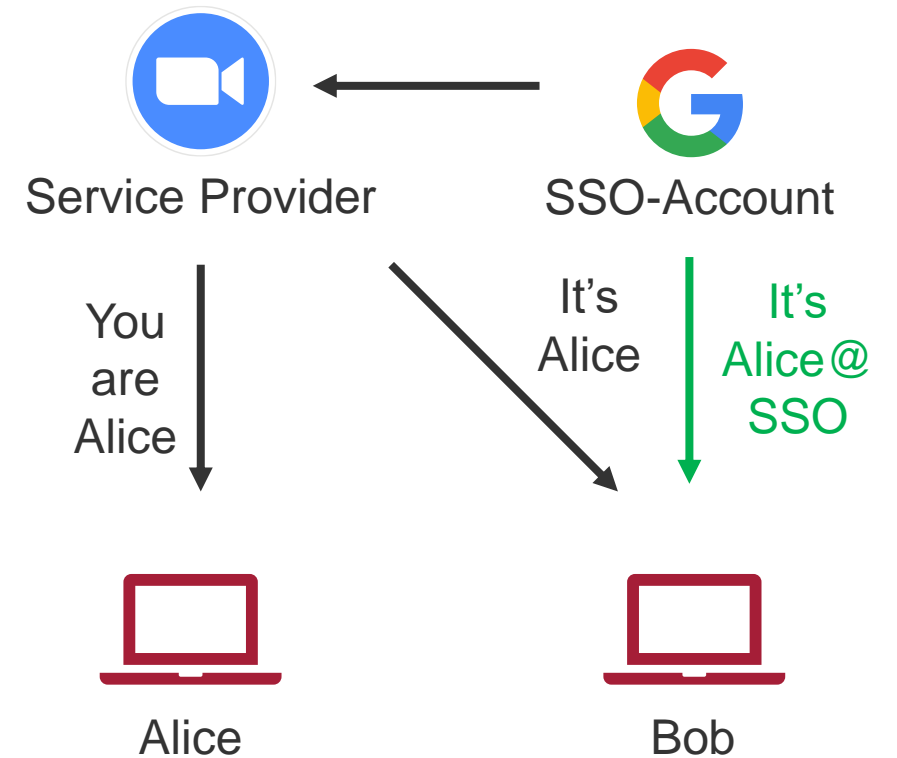 Service Provider
SSO-Account
You
are
Alice
It’s
Alice
It’s
Alice@
SSO
Alice
Bob